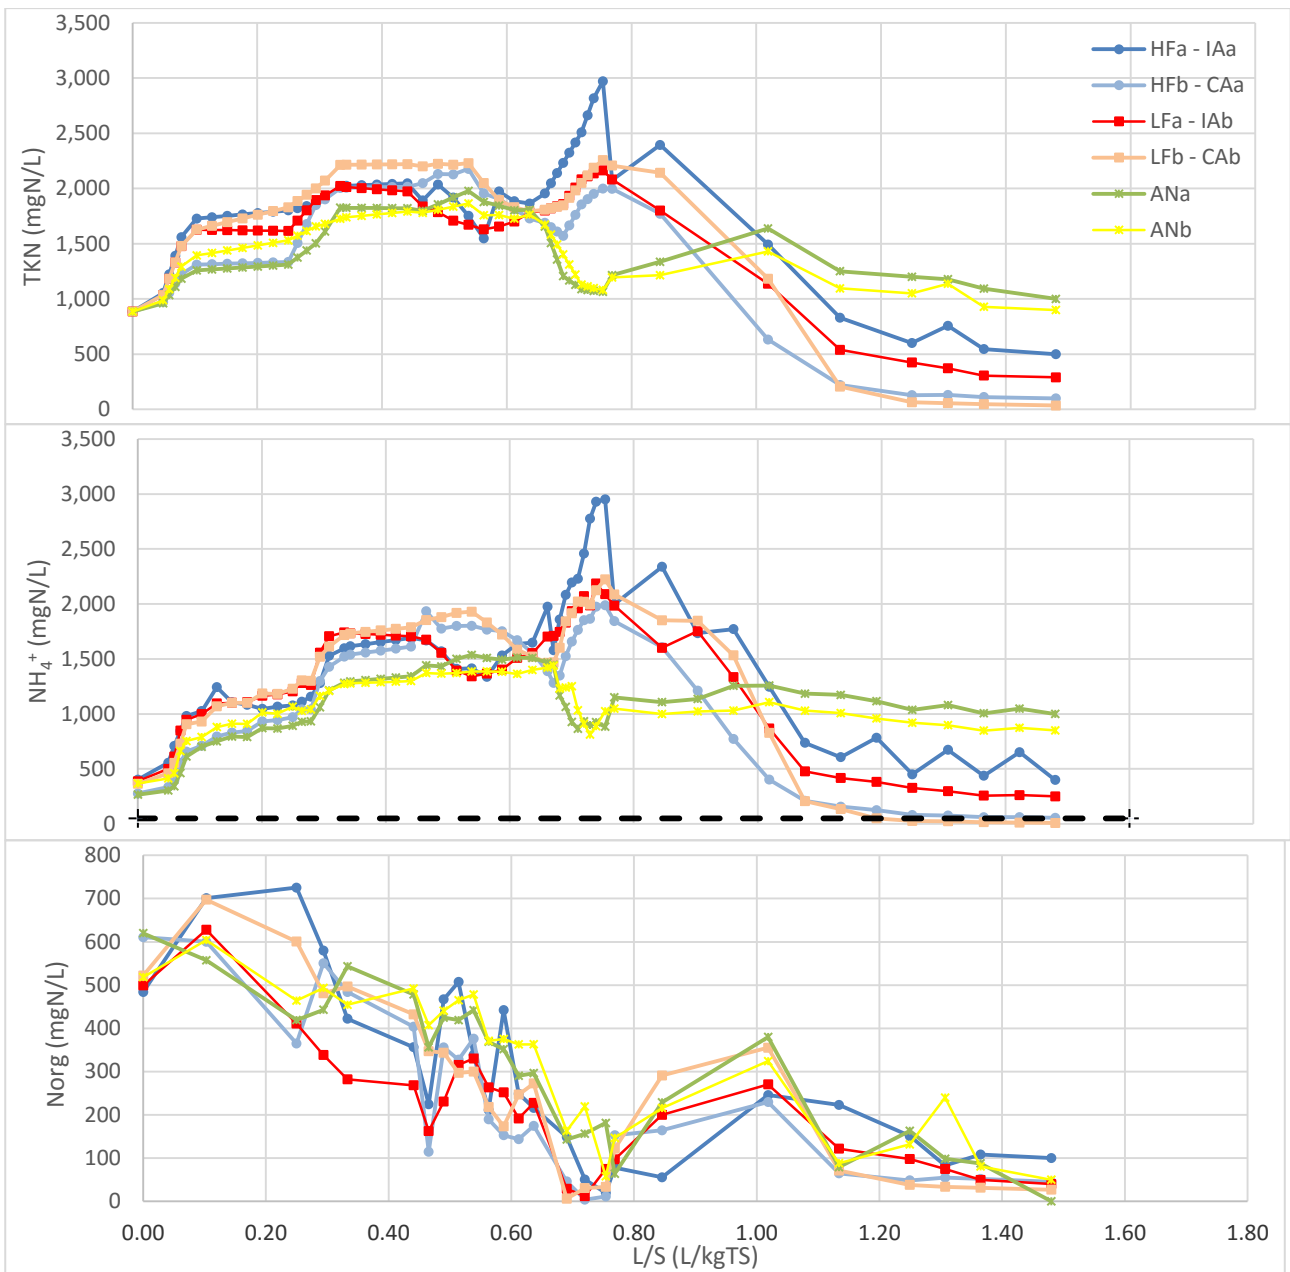 3,500
3,000
2,500
2,000
1,500
1,000
500
0
TKN (mgN/L)
HFa - IAa
HFb - CAa
LFa - IAb
LFb - CAb
ANa
ANb
3,500
3,000
2,500
2,000
1,500
1,000
500
0
NH₄⁺ (mgN/L)
800
700
600
500
400
300
200
100
0
Norg (mgN/L)
0.00 0.20 0.40 0.60 0.80 1.00 1.20 1.40 1.60 1.80
L/S (L/kgTS)